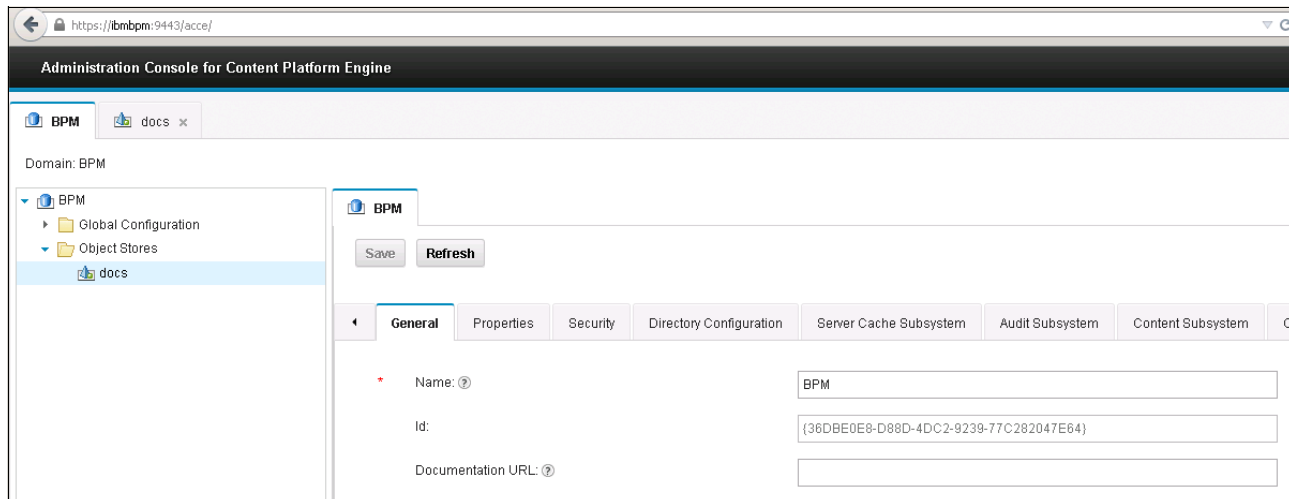 https://ibmbpm:9443/acce/
Administration Console for Content Platform Engine
BPM docs ×
Domain: BPM
BPM
Global Configuration
Object Stores
docs
BPM
Save Refresh
General Properties Security Directory Configuration Server Cache Subsystem Audit Subsystem Content Subsystem
* Name: ?
BPM
Id:
{36DBE0E8-D88D-4DC2-9239-77C282047E64}
Documentation URL: ?